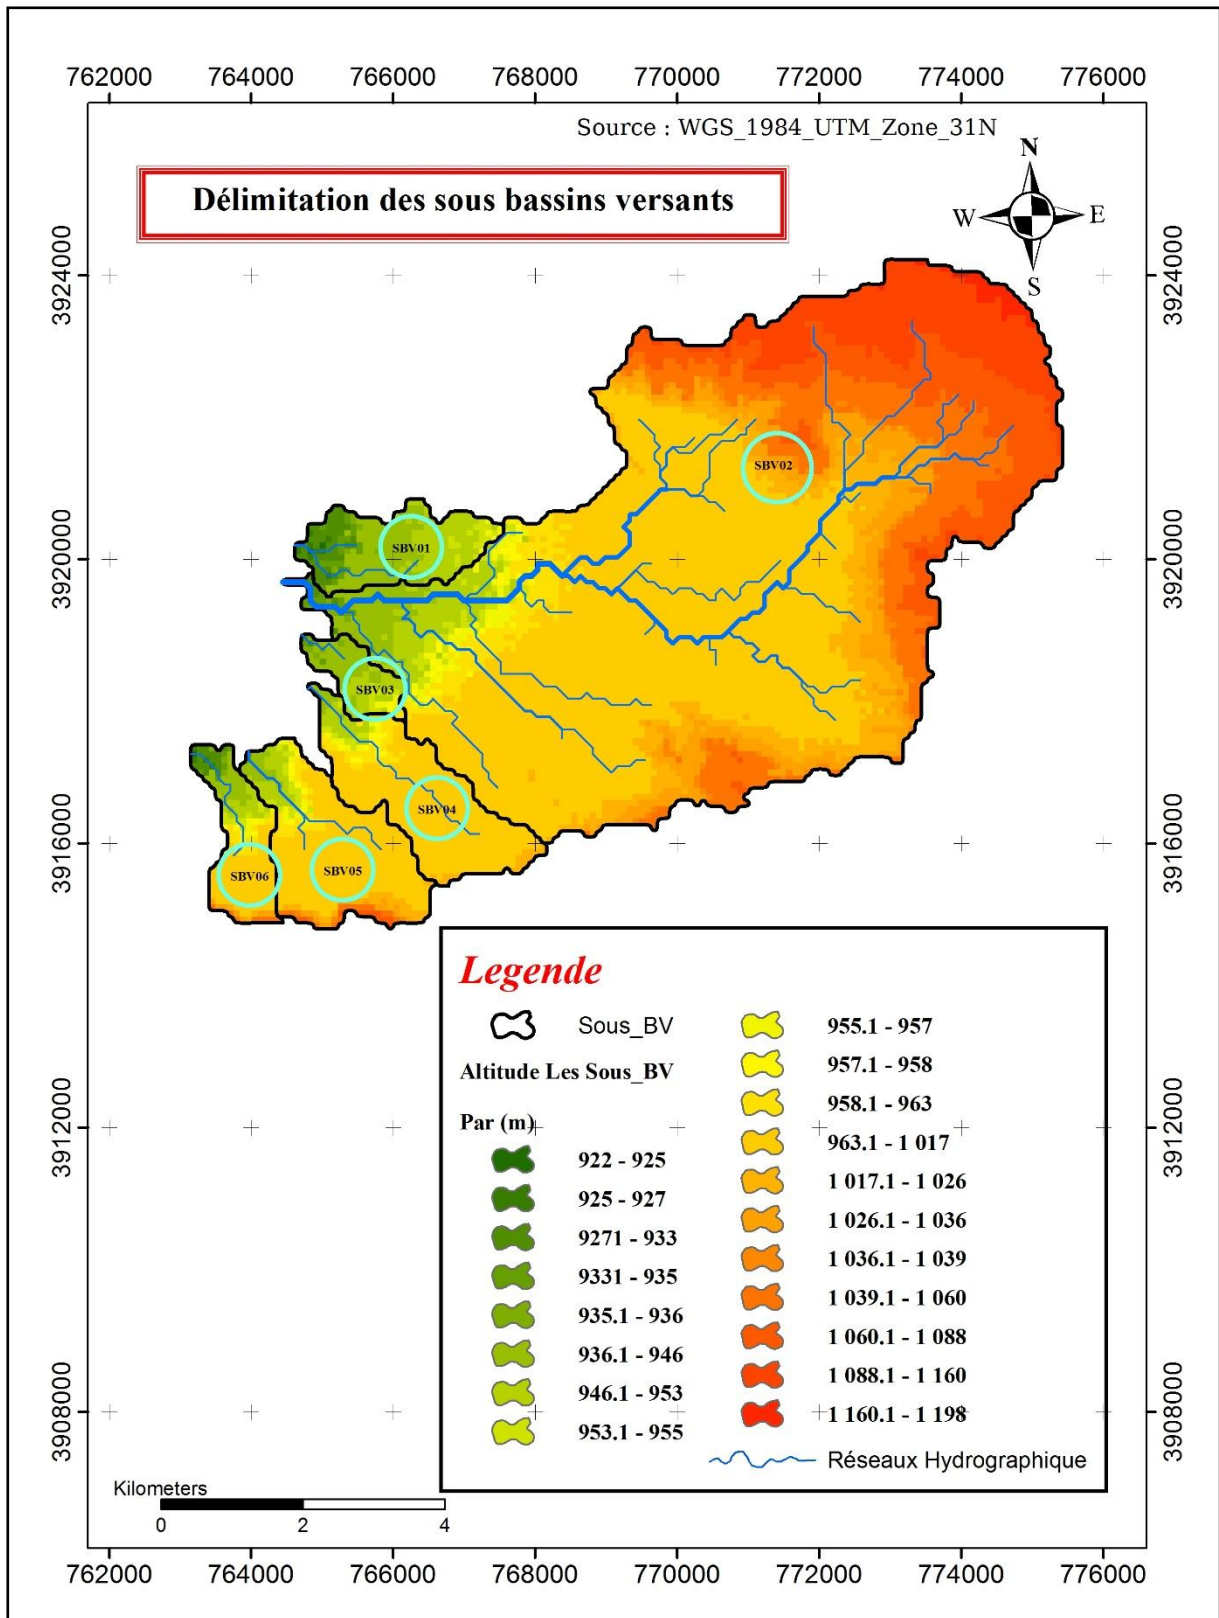 762000 764000 766000 768000 770000 772000 774000 776000
Source : WGS_1984_UTM_Zone_31N
N
W E
S
Délimitation des sous bassins versants
3924000 3924000
SBV02
3920000 3920000
SBV01
SBV03
SBV04
3916000 3916000
SBV06 SBV05
Legende
Sous_BV
Altitude Les Sous_BV
Par (m)
922 - 925
925 - 927
9271 - 933
9331 - 935
935.1 - 936
936.1 - 946
946.1 - 953
953.1 - 955
955.1 - 957
957.1 - 958
958.1 - 963
963.1 - 1 017
1 017.1 - 1 026
1 026.1 - 1 036
1 036.1 - 1 039
1 039.1 - 1 060
1 060.1 - 1 088
1 088.1 - 1 160
1 160.1 - 1 198
Réseaux Hydrographique
3912000 3912000
3908000 3908000
Kilometers
0 2 4
762000 764000 766000 768000 770000 772000 774000 776000